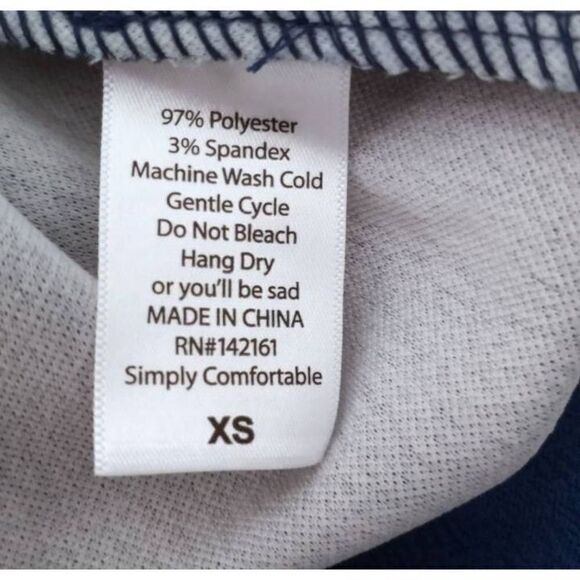 97% Polyester
3% Spandex
Machine Wash Cold
Gentle Cycle
Do Not Bleach
Hang Dry
or you'll be sad
MADE IN CHINA
RN#142161
Simply Comfortable
XS